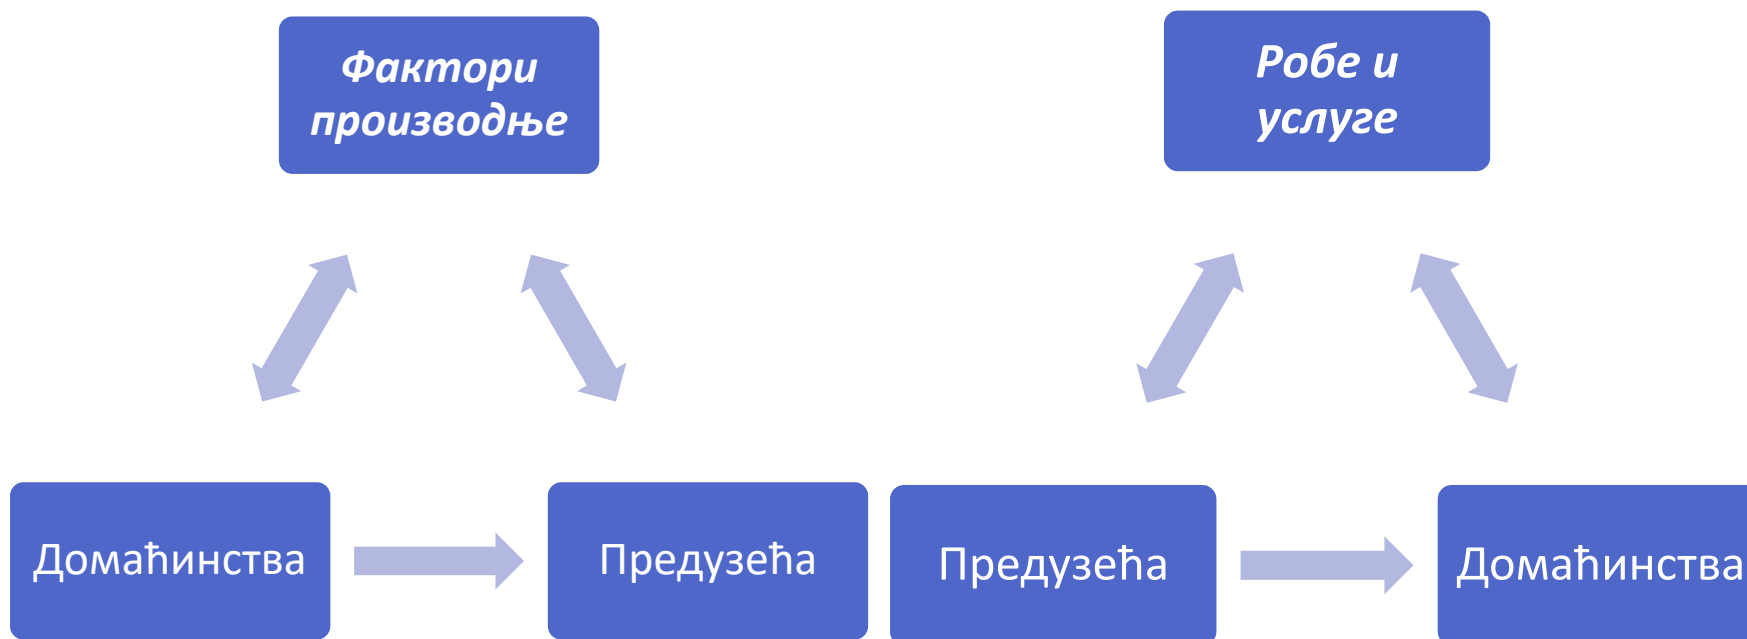 Фактори
производње
Робе и
услуге
Домаћинства
Предузећа
Предузећа
Домаћинства